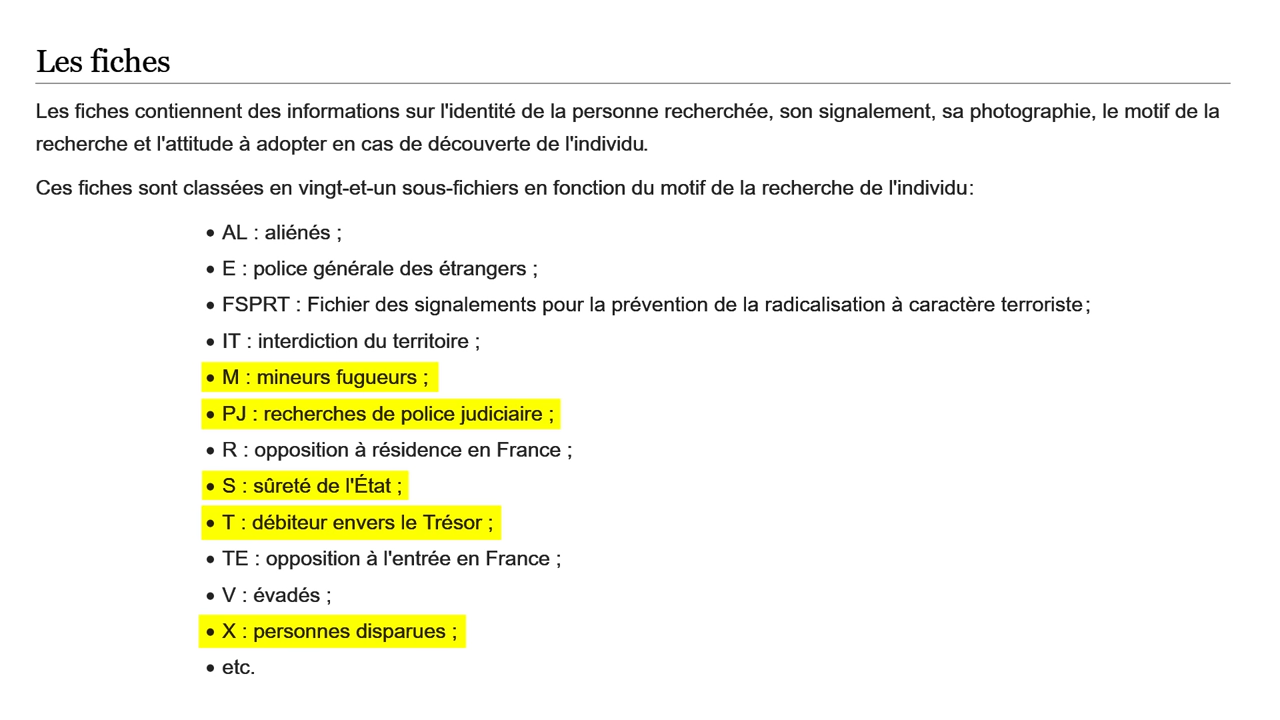 Les fiches
Les fiches contiennent des informations sur l'identité de la personne recherchée, son signalement, sa photographie, le motif de la
recherche et l'attitude à adopter en cas de découverte de l'individu.
Ces fiches sont classées en vingt-et-un sous-fichiers en fonction du motif de la recherche de l'individu :
• AL : aliénés ;
• E : police générale des étrangers ;
• FSPRT : Fichier des signalements pour la prévention de la radicalisation à caractère terroriste ;
• IT : interdiction du territoire ;
• M : mineurs fugueurs ;
• PJ : recherches de police judiciaire ;
• R : opposition à résidence en France ;
• S : sûreté de l'État ;
• T : débiteur envers le Trésor ;
• TE : opposition à l'entrée en France ;
• V : évadés ;
• X : personnes disparues ;
• etc.